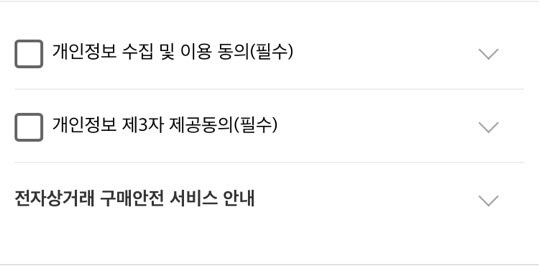 개인정보 수집 및 이용 동의(필수)
개인정보 제3자 제공동의(필수)
전자상거래 구매안전 서비스 안내